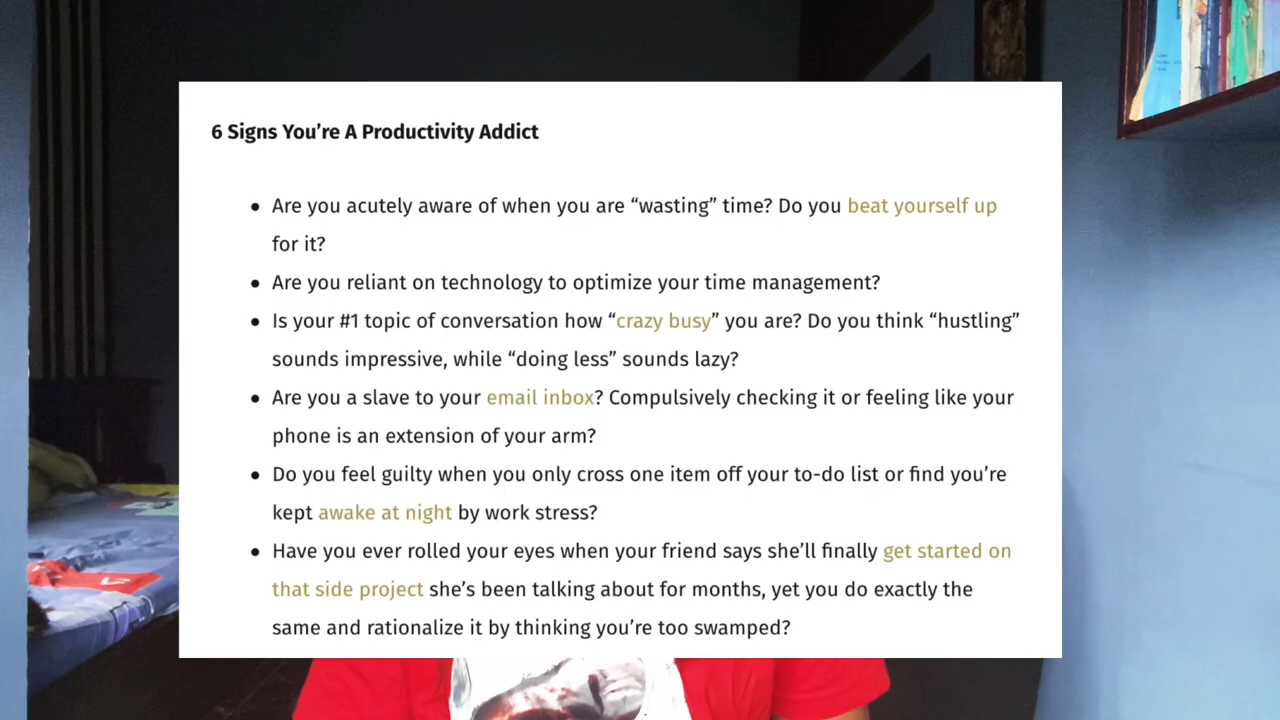 6 Signs You’re A Productivity Addict
• Are you acutely aware of when you are “wasting” time? Do you beat yourself up
for it?
• Are you reliant on technology to optimize your time management?
• Is your #1 topic of conversation how “crazy busy” you are? Do you think “hustling”
sounds impressive, while “doing less” sounds lazy?
• Are you a slave to your email inbox? Compulsively checking it or feeling like your
phone is an extension of your arm?
• Do you feel guilty when you only cross one item off your to-do list or find you’re
kept awake at night by work stress?
• Have you ever rolled your eyes when your friend says she’ll finally get started on
that side project she’s been talking about for months, yet you do exactly the
same and rationalize it by thinking you’re too swamped?